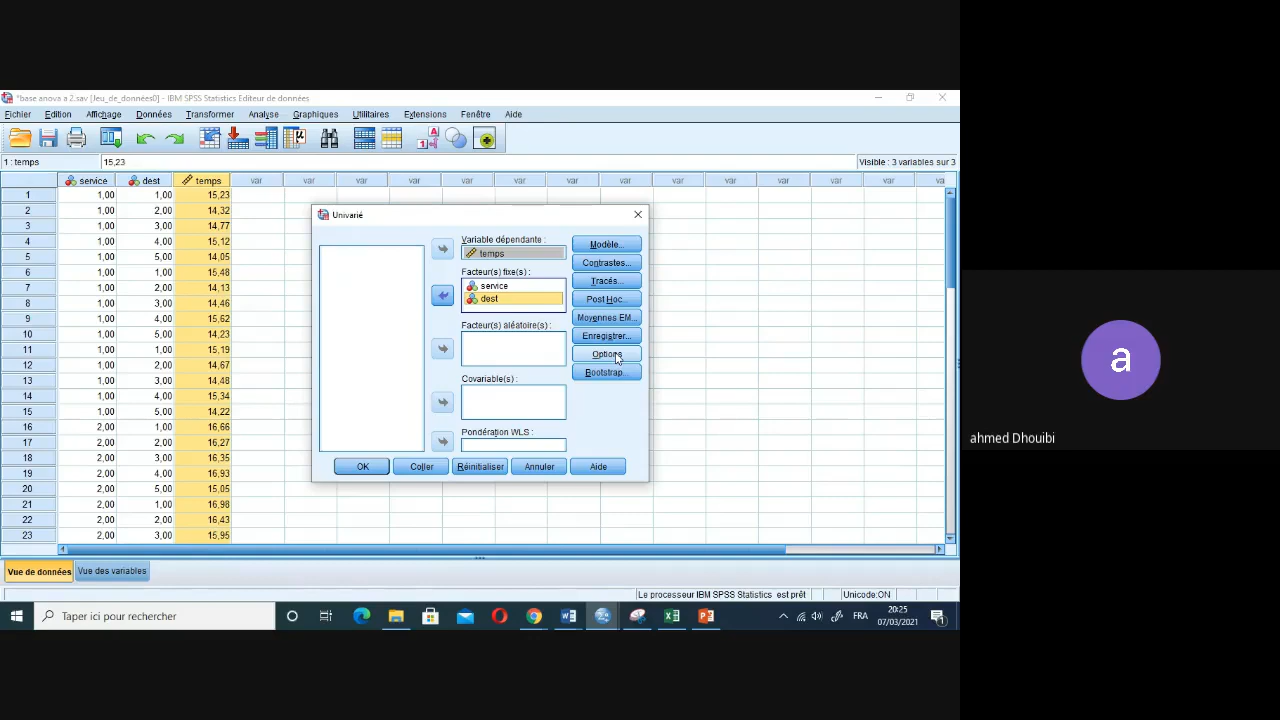 *base anova a 2.sav [Jeu_de_données0] - IBM SPSS Statistics Editeur de données
Fichier Edition Affichage Données Transformer Analyse Graphiques Utilitaires Extensions Fenêtre Aide
1 : temps 15,23 Visible : 3 variables sur 3
service dest temps var var var var var var var var var var var var var va
1 1,00 1,00 15,23
2 1,00 2,00 14,32
3 1,00 3,00 14,77
4 1,00 4,00 15,12
5 1,00 5,00 14,05
6 1,00 1,00 15,48
7 1,00 2,00 14,13
8 1,00 3,00 14,46
9 1,00 4,00 15,62
10 1,00 5,00 14,23
11 1,00 1,00 15,19
12 1,00 2,00 14,67
13 1,00 3,00 14,48
14 1,00 4,00 15,34
15 1,00 5,00 14,22
16 2,00 1,00 16,66
17 2,00 2,00 16,27
18 2,00 3,00 16,35
19 2,00 4,00 16,93
20 2,00 5,00 15,05
21 2,00 1,00 16,98
22 2,00 2,00 16,43
23 2,00 3,00 15,95
Univarié
Variable dépendante :
temps
Facteur(s) fixe(s) :
service
dest
Facteur(s) aléatoire(s) :
Covariable(s) :
Pondération WLS :
Modèle...
Contrastes...
Tracés...
Post Hoc...
Moyennes EM...
Enregistrer...
Options
Bootstrap...
OK Coller Réinitialiser Annuler Aide
Vue de données Vue des variables
Le processeur IBM SPSS Statistics est prêt Unicode:ON
Taper ici pour rechercher
FRA
20:25
07/03/2021
1
a
ahmed Dhouibi